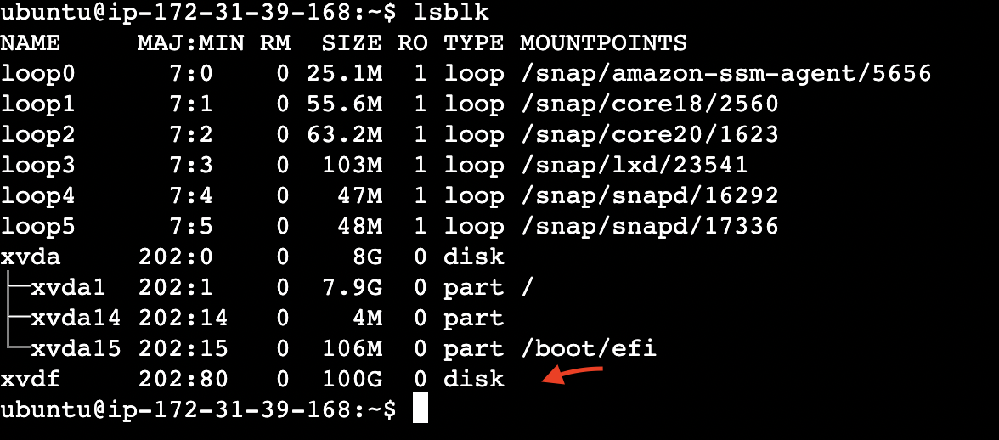 ubuntu@ip-172-31-39-168:~$ lsblk
NAME     MAJ:MIN RM   SIZE RO TYPE MOUNTPOINTS
loop0      7:0    0  25.1M  1 loop /snap/amazon-ssm-agent/5656
loop1      7:1    0  55.6M  1 loop /snap/core18/2560
loop2      7:2    0  63.2M  1 loop /snap/core20/1623
loop3      7:3    0   103M  1 loop /snap/lxd/23541
loop4      7:4    0    47M  1 loop /snap/snapd/16292
loop5      7:5    0    48M  1 loop /snap/snapd/17336
xvda     202:0    0     8G  0 disk
├─xvda1  202:1    0   7.9G  0 part /
├─xvda14 202:14   0     4M  0 part
└─xvda15 202:15   0   106M  0 part /boot/efi
xvdf     202:80   0   100G  0 disk
ubuntu@ip-172-31-39-168:~$